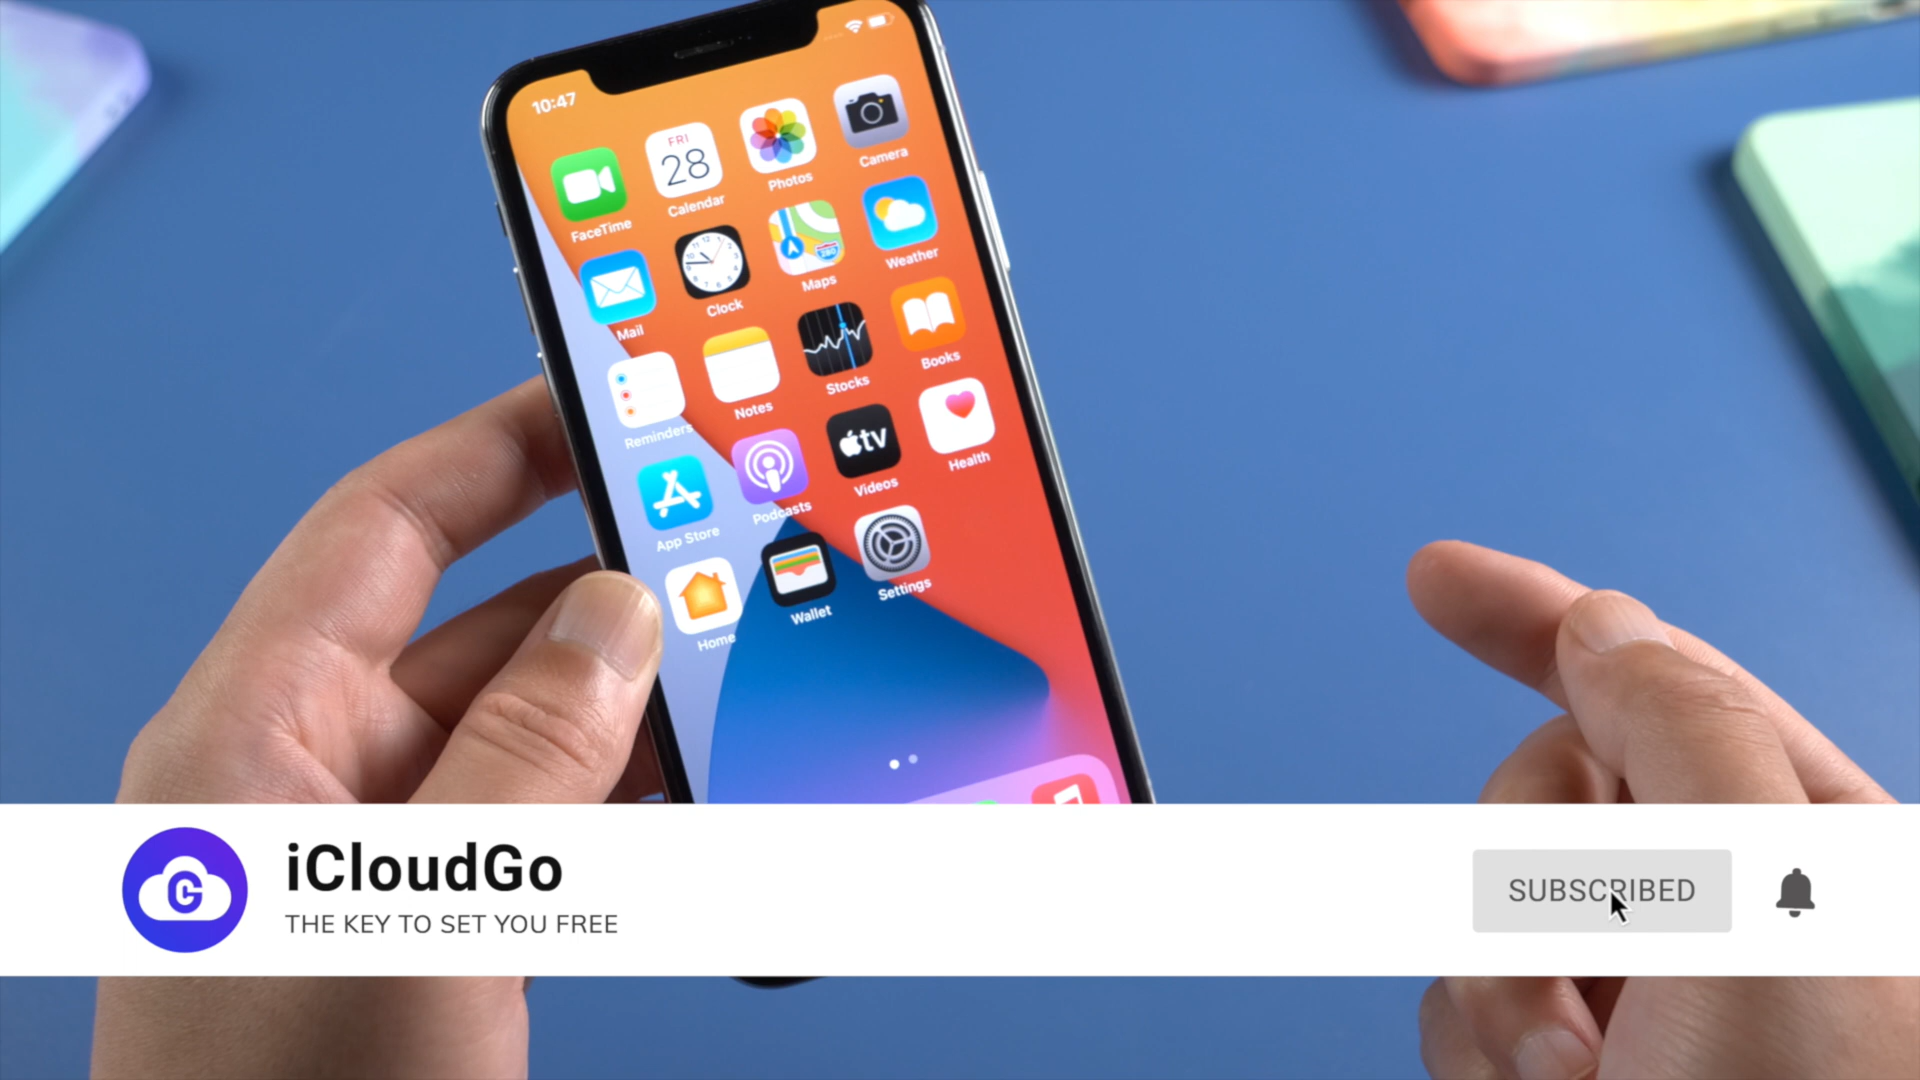 10:47
FRI
28
FaceTime
Calendar
Photos
Camera
Mail
Clock
280
Maps
Weather
Reminders
Notes
Stocks
Books
App Store
Podcasts
tv
Videos
Health
Home
Wallet
Settings
G
iCloudGo
THE KEY TO SET YOU FREE
SUBSCRIBED